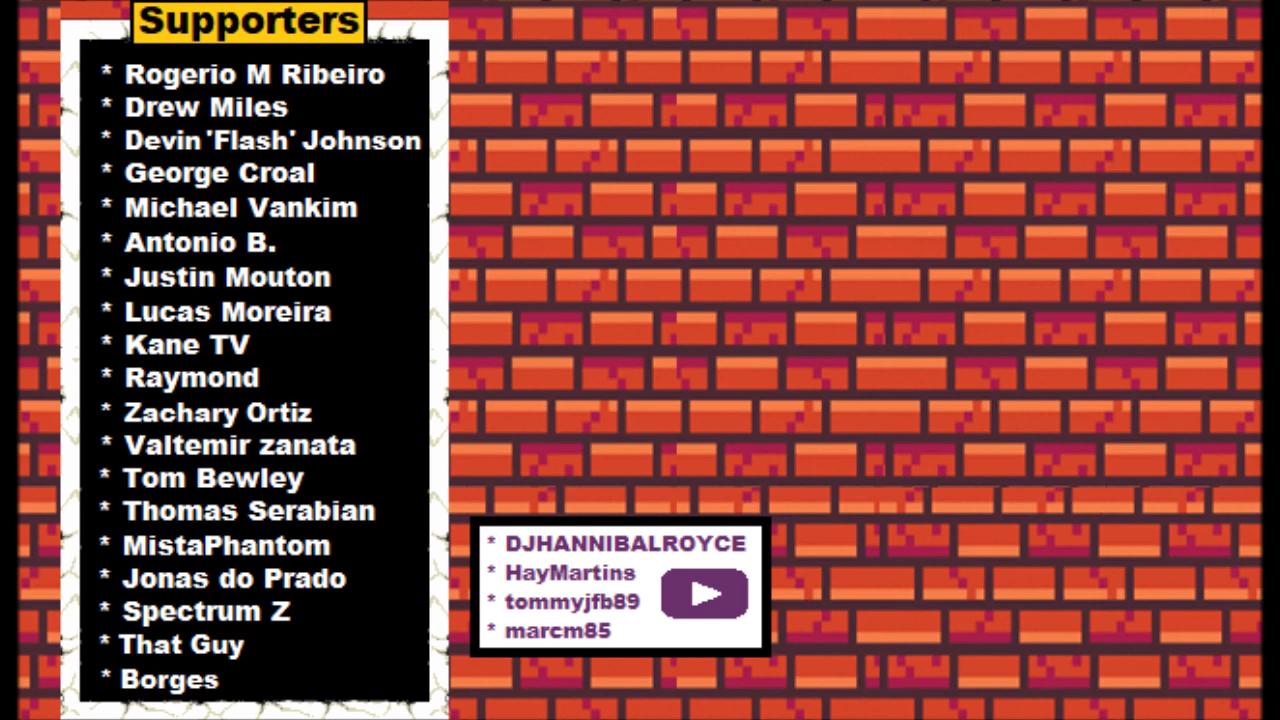 Supporters
* Rogerio M Ribeiro
* Drew Miles
* Devin 'Flash' Johnson
* George Croal
* Michael Vankim
* Antonio B.
* Justin Mouton
* Lucas Moreira
* Kane TV
* Raymond
* Zachary Ortiz
* Valtemir zanata
* Tom Bewley
* Thomas Serabian
* MistaPhantom
* Jonas do Prado
* Spectrum Z
* That Guy
* Borges
* DJHANNIBALROYCE
* HayMartins
* tommyjfb89
* marcm85